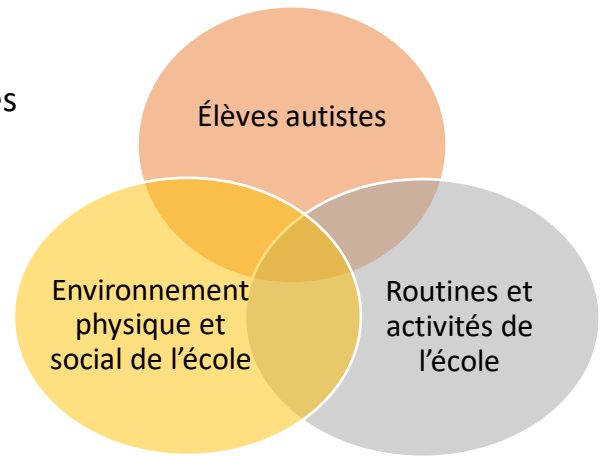 Élèves autistes
Environnement
physique et
social de l’école
Routines et
activités de
l’école